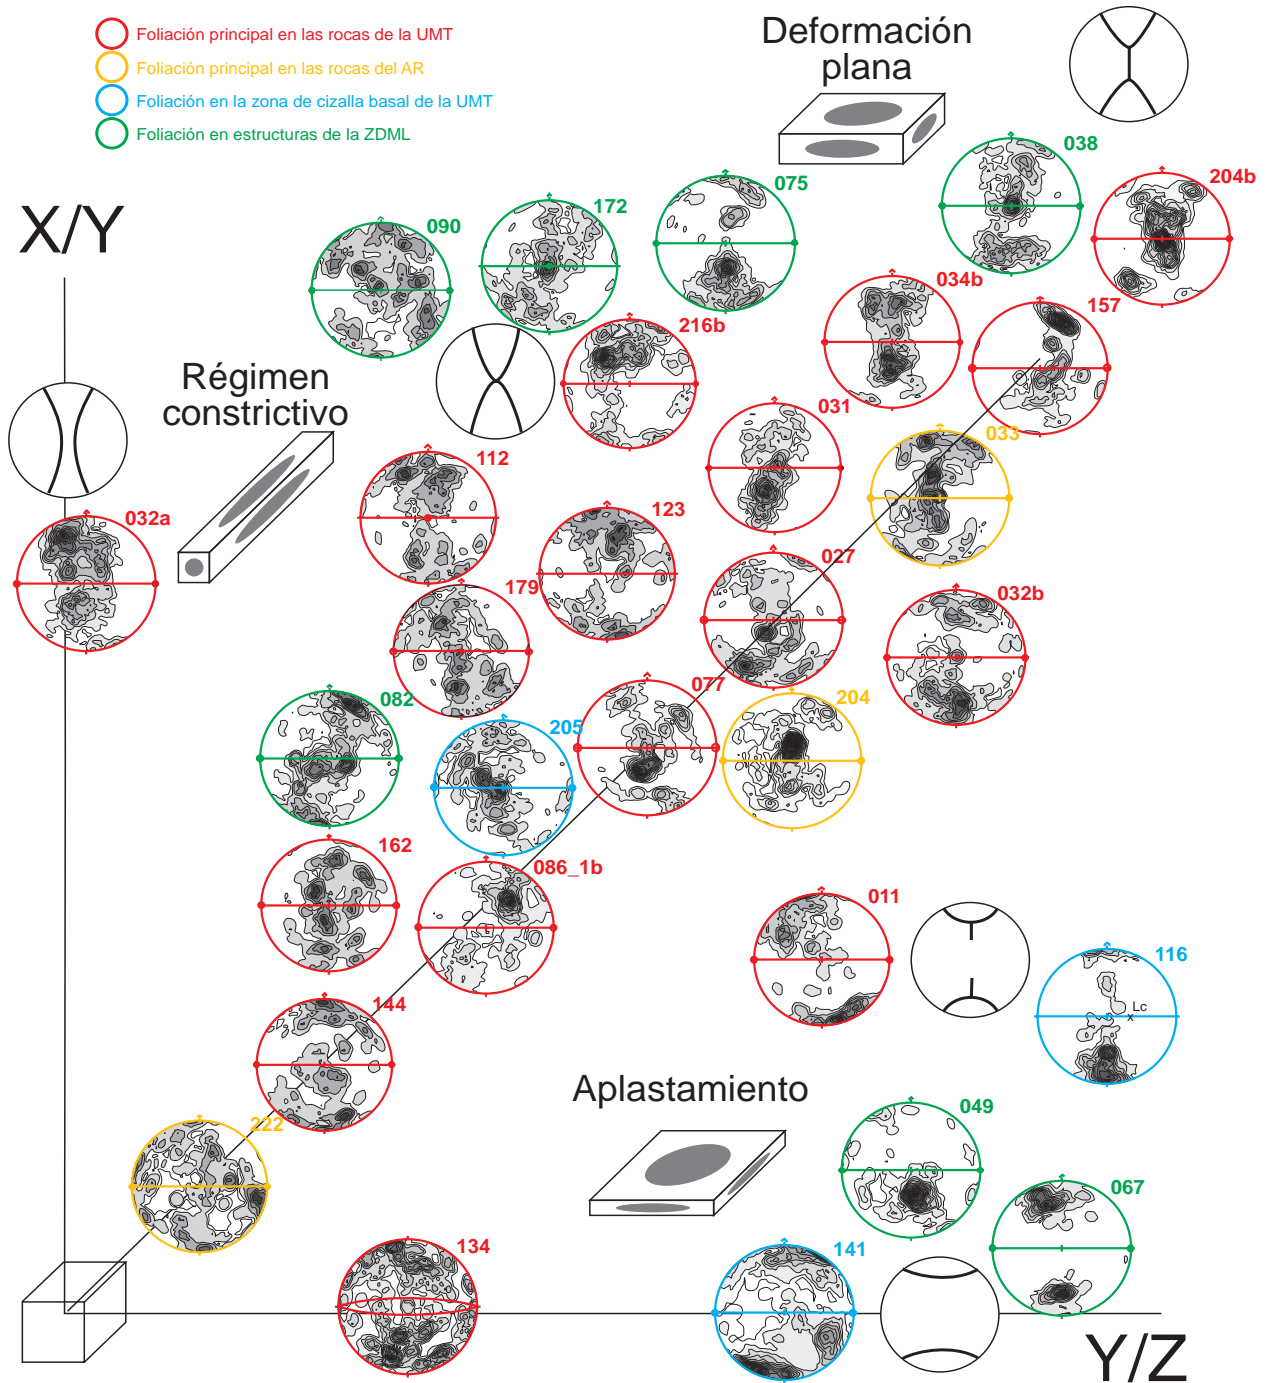 Foliación principal en las rocas de la UMT
Foliación principal en las rocas del AR
Foliación en la zona de cizalla basal de la UMT
Foliación en estructuras de la ZDML
Deformación
plana
X/Y
038
204b
075
172
090
034b
157
216b
Régimen
constrictivo
031
033
112
032a
123
027
179
032b
077
082
204
205
162
086_1b
011
116
Lc
x
144
Aplastamiento
049
222
067
134
141
Y/Z